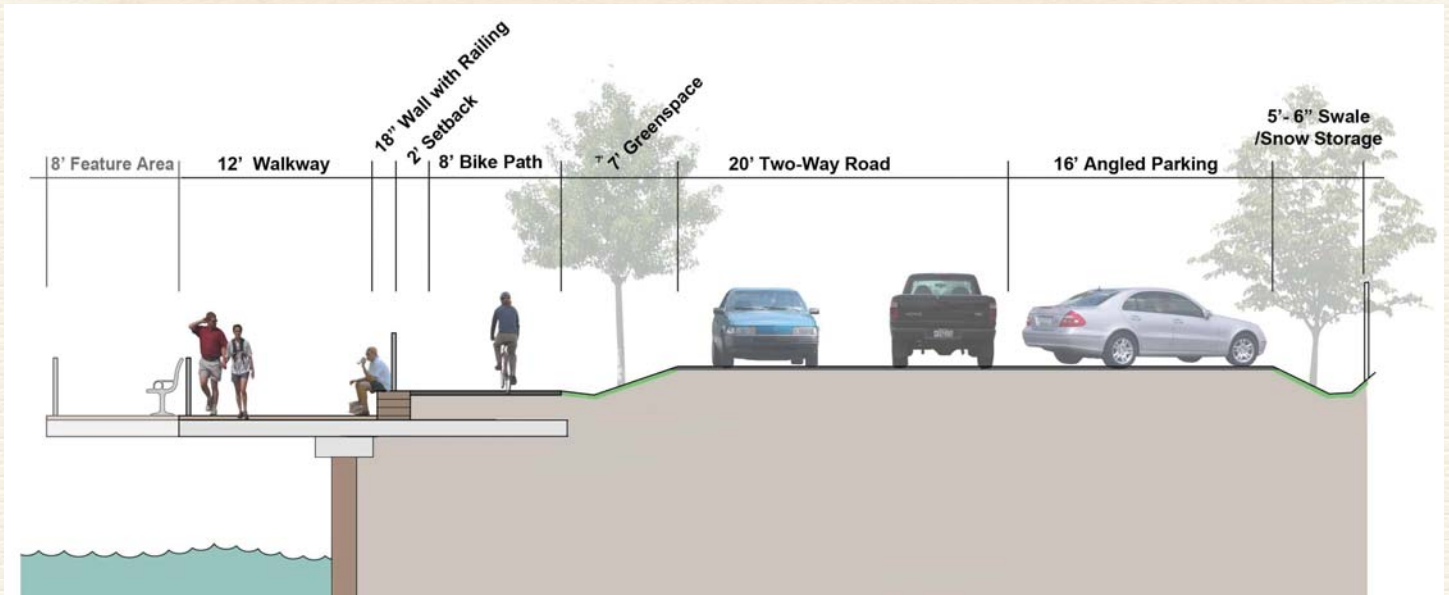 8’ Feature Area
12’ Walkway
18” Wall with Railing
2’ Setback
8’ Bike Path
7’ Greenspace
20’ Two-Way Road
16’ Angled Parking
5’- 6” Swale
/Snow Storage